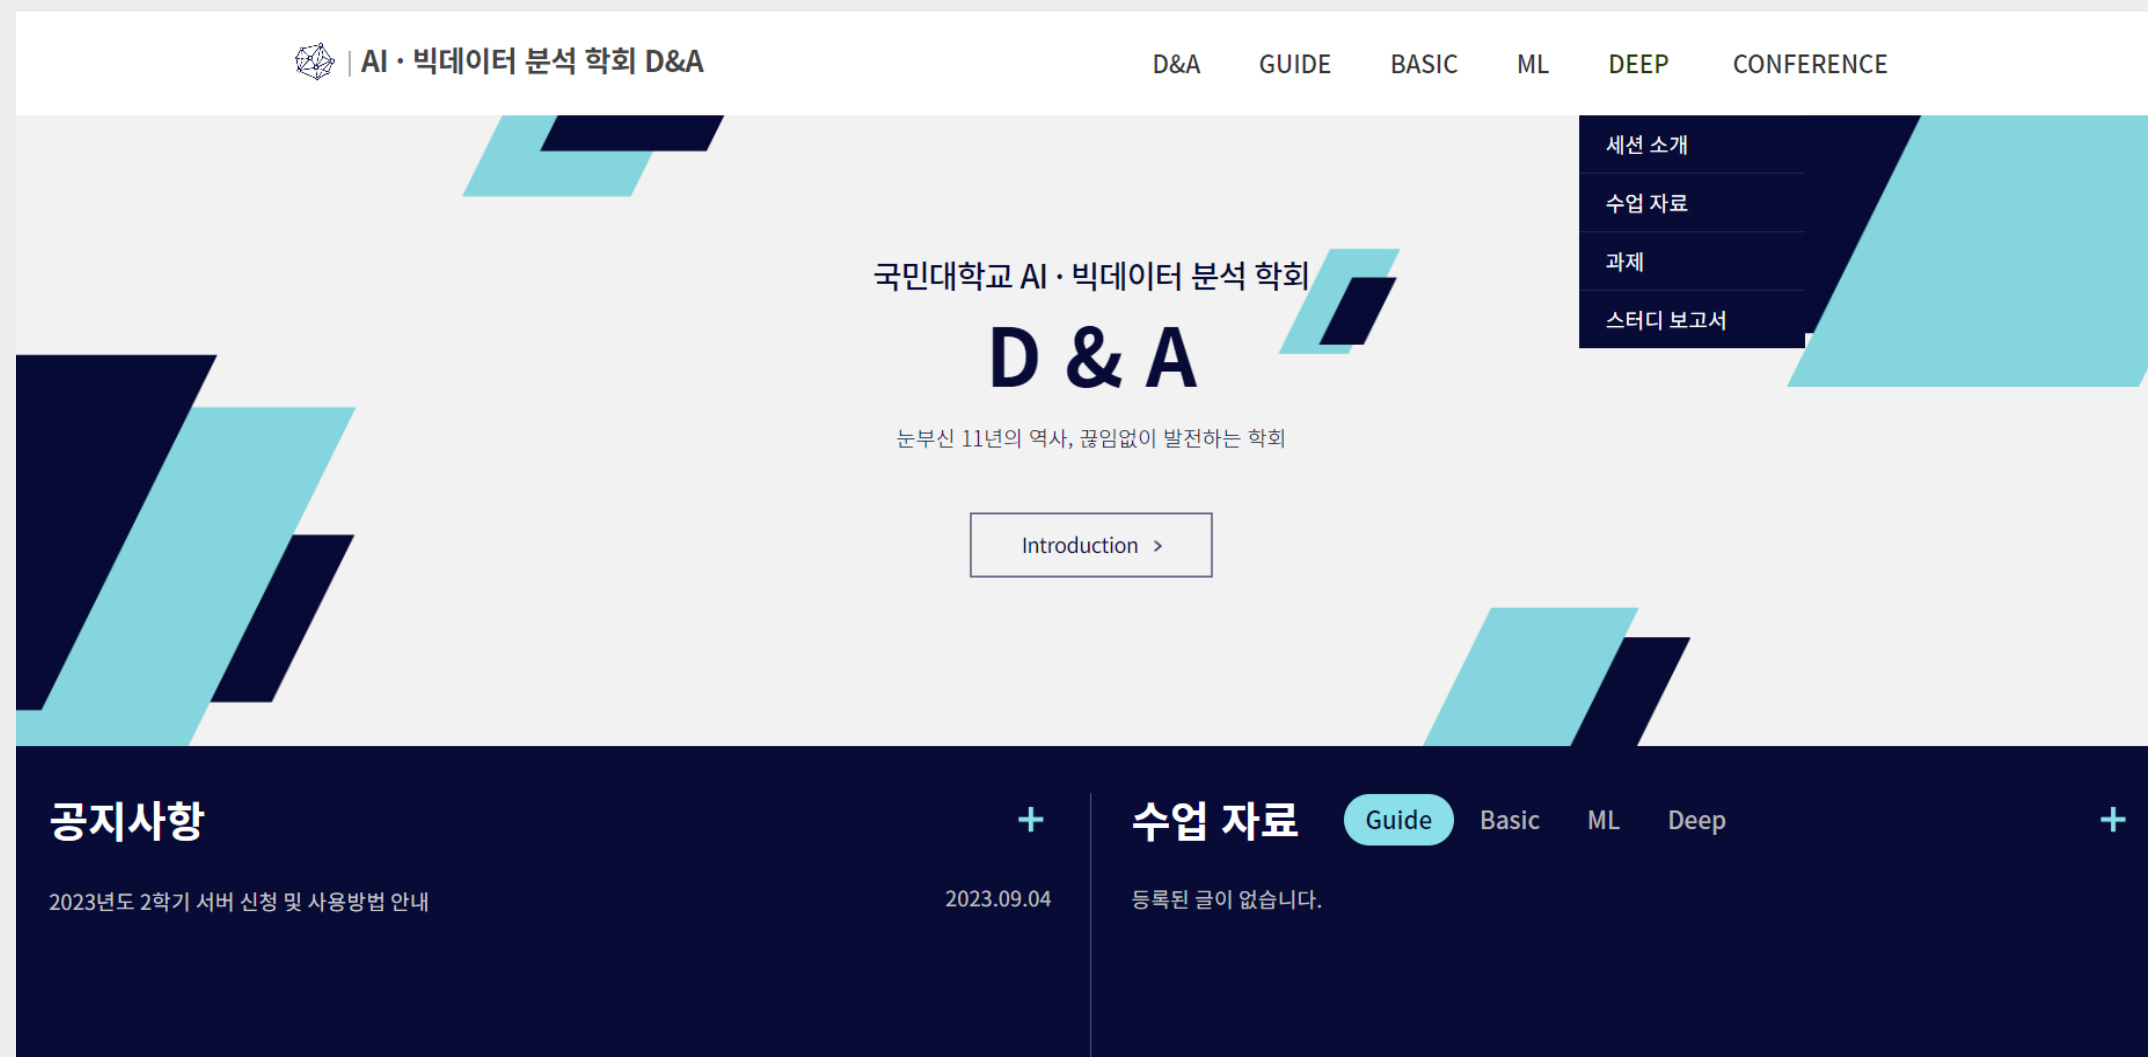 AI · 빅데이터 분석 학회 D&A
D&A GUIDE BASIC ML DEEP CONFERENCE
세션 소개
수업 자료
과제
스터디 보고서
국민대학교 AI · 빅데이터 분석 학회
D & A
눈부신 11년의 역사, 끊임없이 발전하는 학회
Introduction >
공지사항 +
2023년도 2학기 서버 신청 및 사용방법 안내 2023.09.04
수업 자료 Guide Basic ML Deep +
등록된 글이 없습니다.